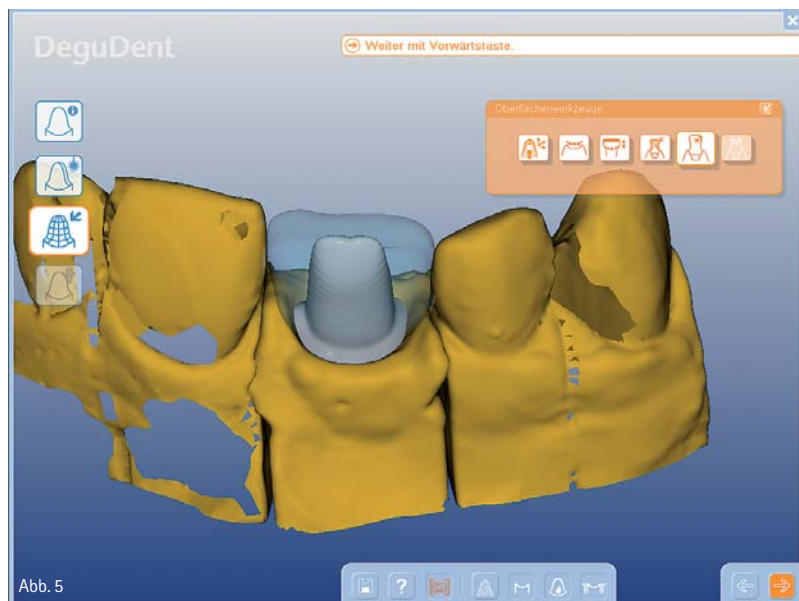 DeguDent
Weiter mit Vorwärtstaste.
Oberflächenwerkzeuge
?
Abb. 5